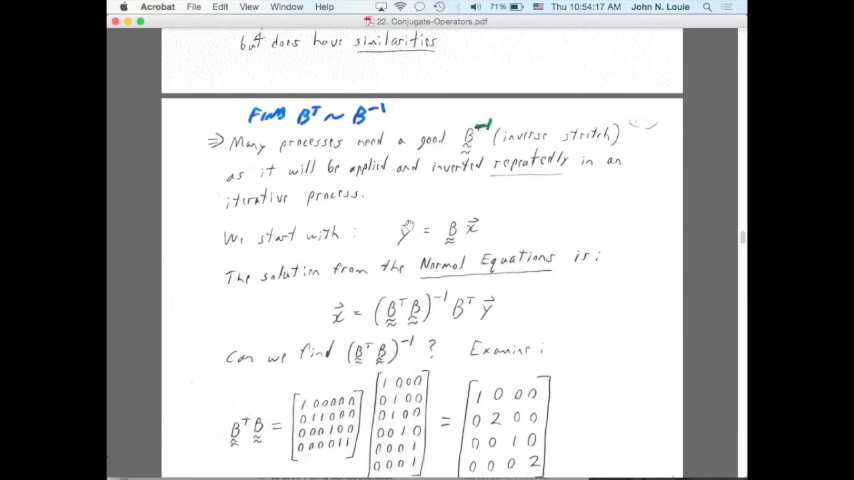 Acrobat File Edit View Window Help 71% Thu 10:54:17 AM John N. Louie
22. Conjugate-Operators.pdf
but does have similarities
FIND Bᵀ ~ B⁻¹
⇒ Many processes need a good B⁻¹ (inverse stretch)
as it will be applied and inverted repeatedly in an
iterative process.
We start with : y⃗ = B x⃗
The solution from the Normal Equations is:
x⃗ = (Bᵀ B)⁻¹ Bᵀ y⃗
Can we find (Bᵀ B)⁻¹ ? Examine :
Bᵀ B = [1 0 0 0 0 0 [1 0 0 0 = [1 0 0 0
0 1 1 0 0 0 0 1 0 0 0 2 0 0
0 0 0 1 0 0 0 1 0 0 0 0 1 0
0 0 0 0 1 1] 0 0 1 0 0 0 0 2]
0 0 0 1
0 0 0 1]